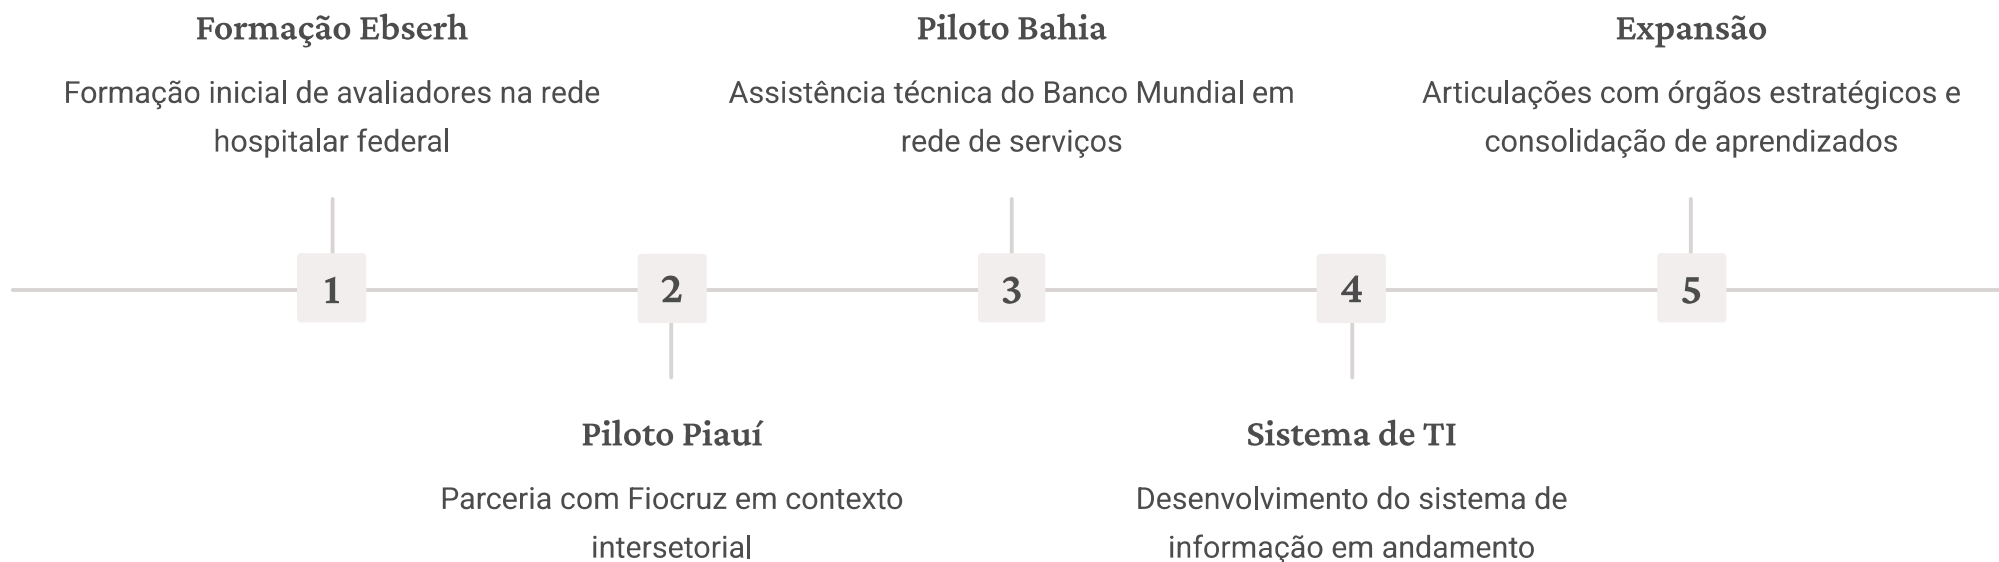 Formação Ebserh
Formação inicial de avaliadores na rede
hospitalar federal
Piloto Bahia
Assistência técnica do Banco Mundial em
rede de serviços
Expansão
Articulações com órgãos estratégicos e
consolidação de aprendizados
1
2
3
4
5
Piloto Piauí
Parceria com Fiocruz em contexto
intersetorial
Sistema de TI
Desenvolvimento do sistema de
informação em andamento